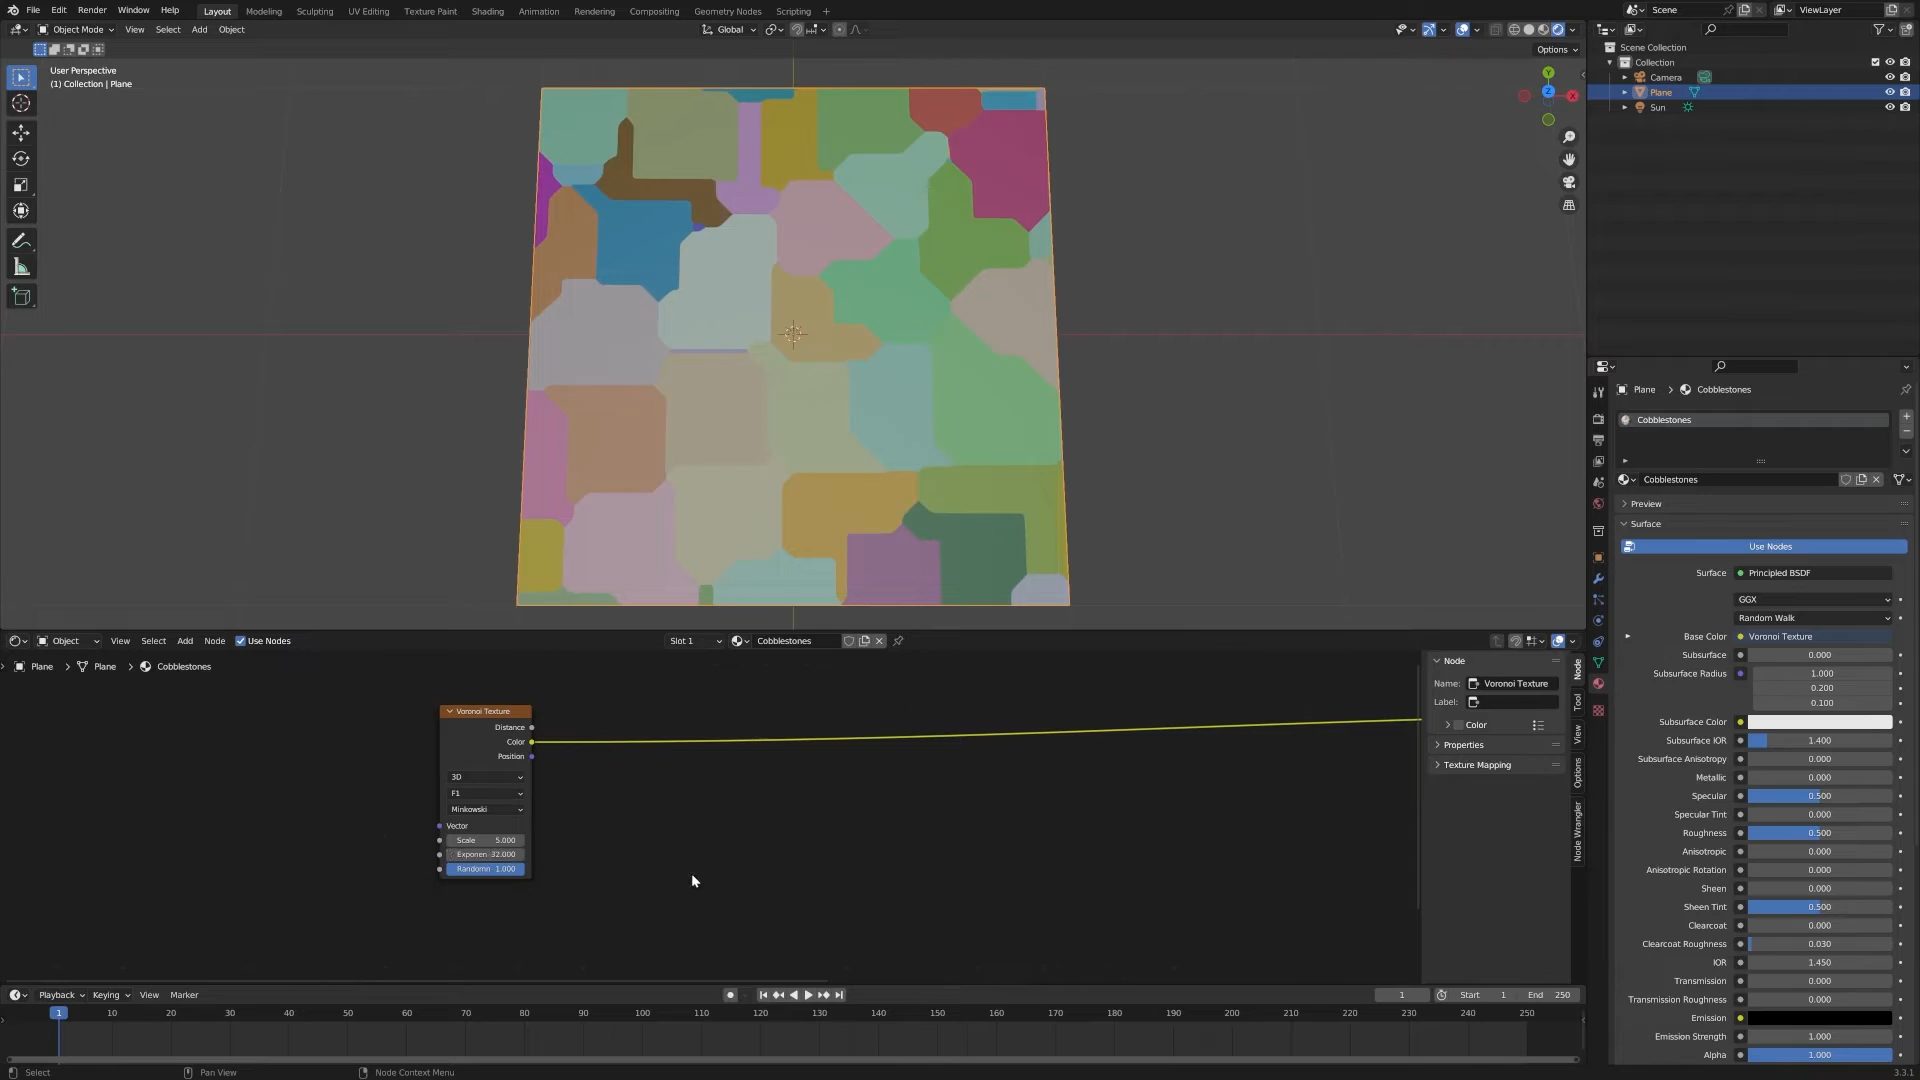 File Edit Render Window Help Layout Modeling Sculpting UV Editing Texture Paint Shading Animation Rendering Compositing Geometry Nodes Scripting + Scene ViewLayer
Object Mode View Select Add Object Global
Options
User Perspective
(1) Collection | Plane
Y
Z
X
Scene Collection
Collection
Camera
Plane
Sun
Plane > Cobblestones
Cobblestones
Cobblestones
Preview
Surface
Use Nodes
Surface Principled BSDF
GGX
Random Walk
Base Color Voronoi Texture
Subsurface 0.000
Subsurface Radius 1.000
0.200
0.100
Subsurface Color
Subsurface IOR 1.400
Subsurface Anisotropy 0.000
Metallic 0.000
Specular 0.500
Specular Tint 0.000
Roughness 0.500
Anisotropic 0.000
Anisotropic Rotation 0.000
Sheen 0.000
Sheen Tint 0.500
Clearcoat 0.000
Clearcoat Roughness 0.030
IOR 1.450
Transmission 0.000
Transmission Roughness 0.000
Emission
Emission Strength 1.000
Alpha 1.000
Object View Select Add Node Use Nodes Slot 1 Cobblestones
Plane > Plane > Cobblestones
Voronoi Texture
Distance
Color
Position
3D
F1
Minkowski
Vector
Scale 5.000
Exponen 32.000
Randomn 1.000
Node
Name: Voronoi Texture
Label:
Color
Properties
Texture Mapping
Node
Tool
View
Options
Node Wrangler
Playback Keying View Marker 1 Start 1 End 250
1 10 20 30 40 50 60 70 80 90 100 110 120 130 140 150 160 170 180 190 200 210 220 230 240 250
Select Pan View Node Context Menu 3.3.1